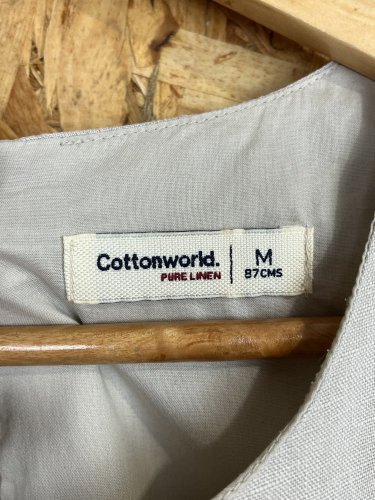 Cottonworld.
PURE LINEN
M
87CMS